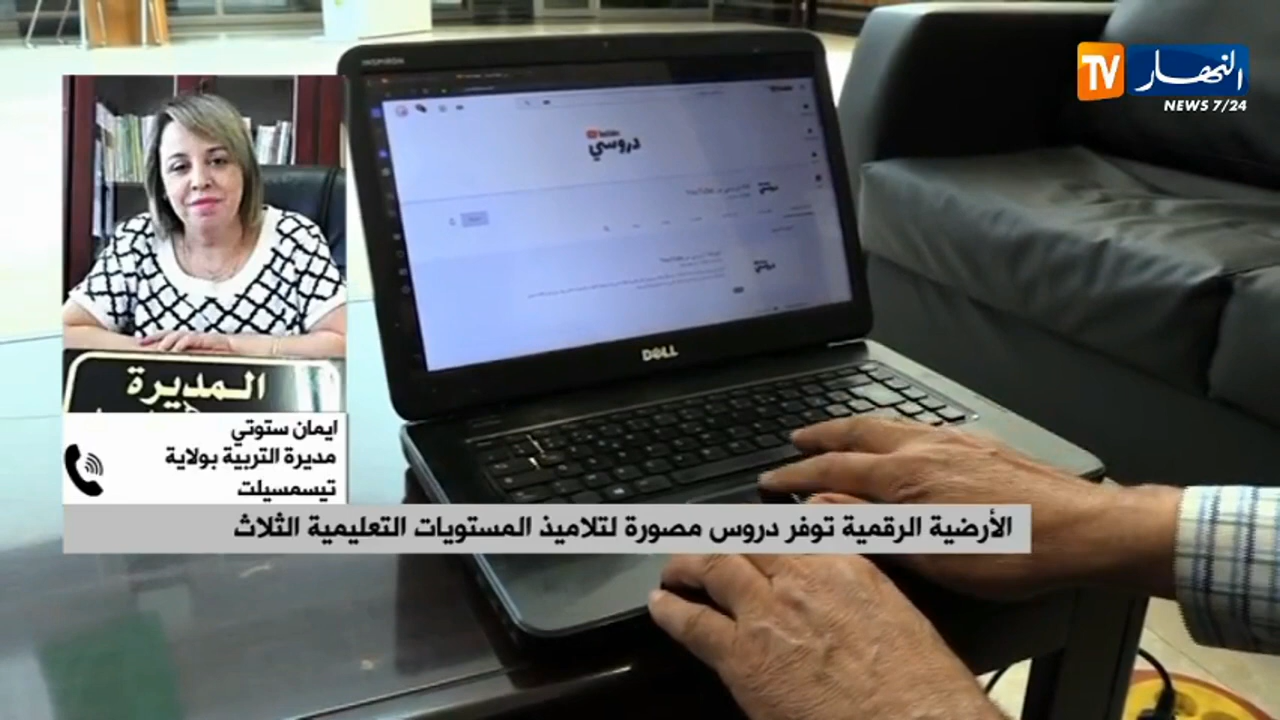 النهار TV
NEWS 7/24
INSPIRON
دروسي
DELL
المديرة
ايمان ستوتي
مديرة التربية بولاية
تيسمسيلت
الأرضية الرقمية توفر دروس مصورة لتلاميذ المستويات التعليمية الثلاث